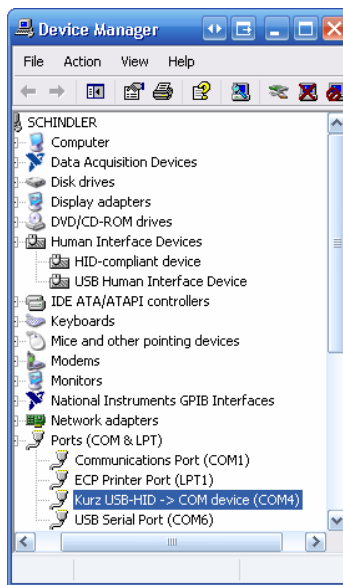 Device Manager
File Action View Help
SCHINDLER
Computer
Data Acquisition Devices
Disk drives
Display adapters
DVD/CD-ROM drives
Human Interface Devices
HID-compliant device
USB Human Interface Device
IDE ATA/ATAPI controllers
Keyboards
Mice and other pointing devices
Modems
Monitors
National Instruments GPIB Interfaces
Network adapters
Ports (COM & LPT)
Communications Port (COM1)
ECP Printer Port (LPT1)
Kurz USB-HID -> COM device (COM4)
USB Serial Port (COM6)